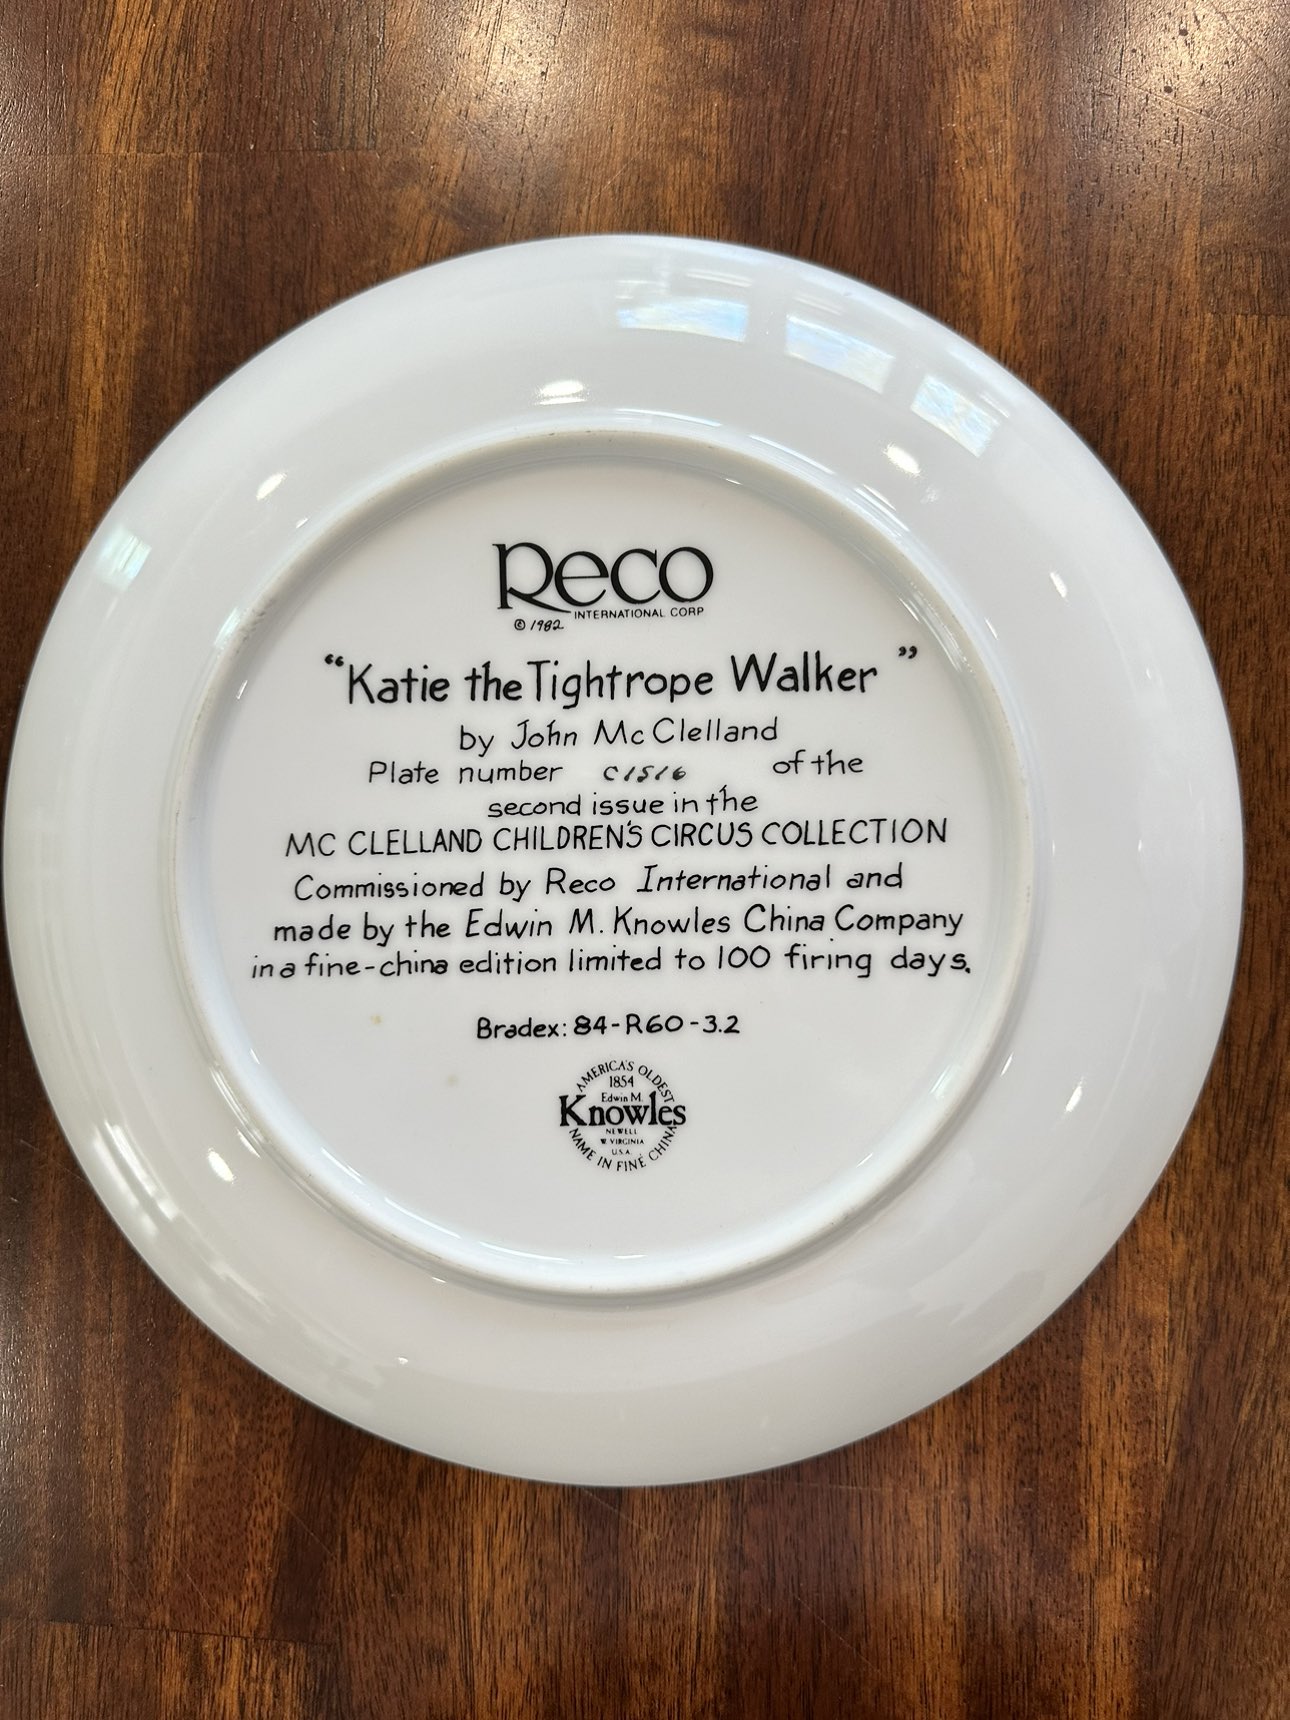 Reco
INTERNATIONAL CORP
© 1982
“Katie the Tightrope Walker”
by John McClelland
Plate number C1516 of the
second issue in the
MC CLELLAND CHILDREN'S CIRCUS COLLECTION
Commissioned by Reco International and
made by the Edwin M. Knowles China Company
in a fine-china edition limited to 100 firing days.
Bradex: 84-R60-3.2
AMERICA'S OLDEST
1854
Edwin M.
Knowles
NEWELL
W VIRGINIA
U.S.A.
NAME IN FINE CHINA